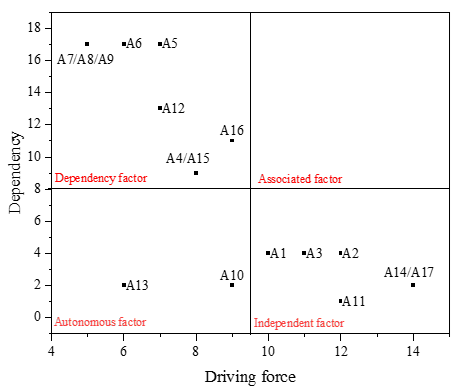 18
A6
A5
16
A7/A8/A9
14
A12
12
A16
10
A4/A15
Dependency factor
Associated factor
8
Dependency
4
A1
A3
A2
A14/A17
2
A13
A10
A11
0
Autonomous factor
Independent factor
4
6
8
10
12
14
Driving force